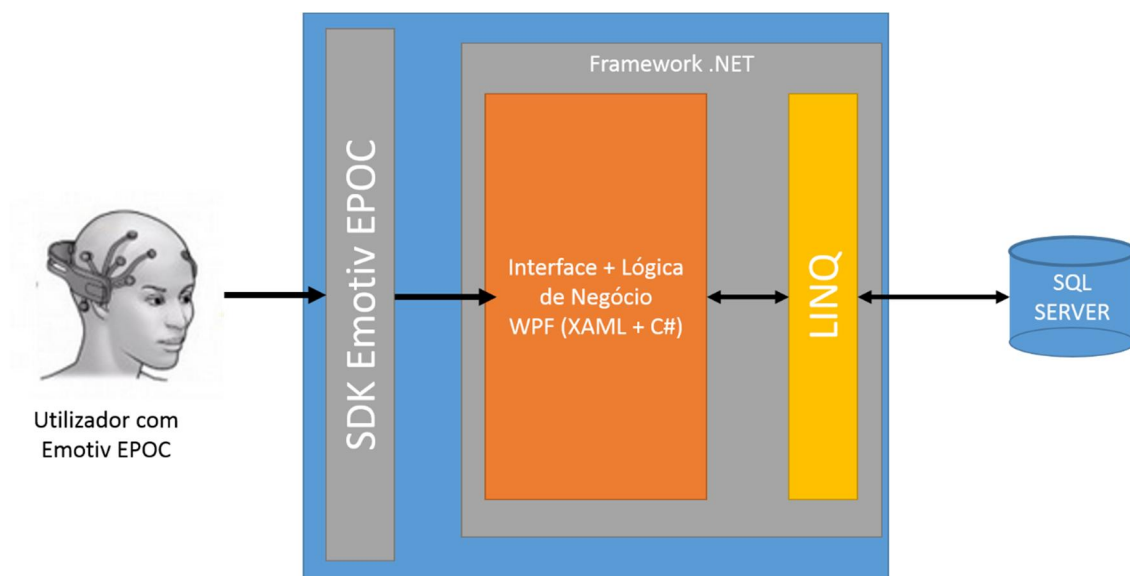 Utilizador com
Emotiv EPOC
SDK Emotiv EPOC
Framework .NET
Interface + Lógica
de Negócio
WPF (XAML + C#)
LINQ
SQL
SERVER